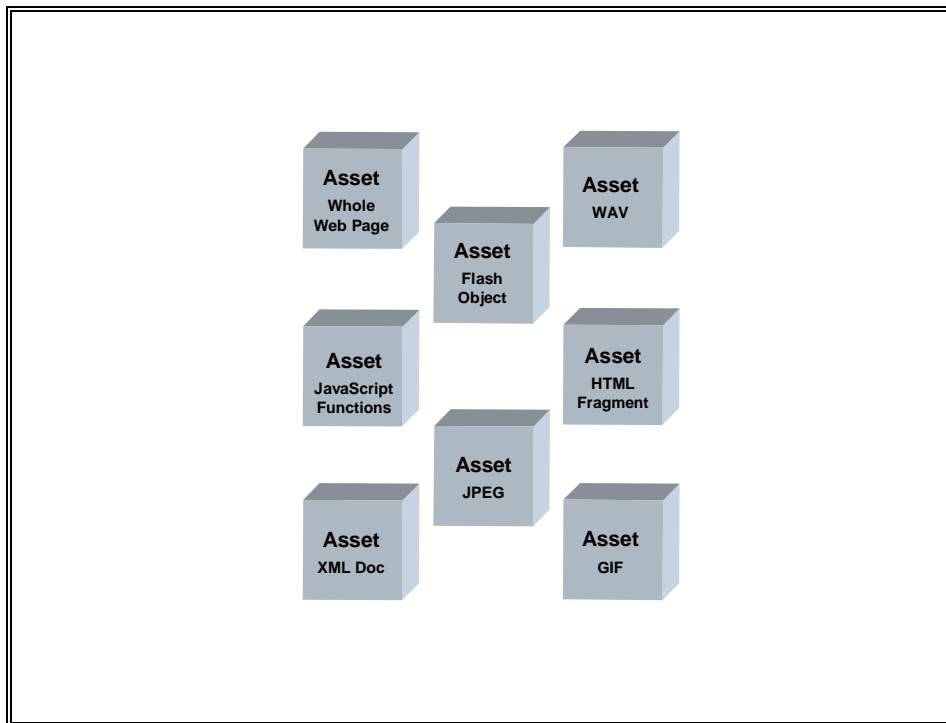 Asset
Whole
Web Page
Asset
WAV
Asset
Flash
Object
Asset
JavaScript
Functions
Asset
HTML
Fragment
Asset
JPEG
Asset
XML Doc
Asset
GIF